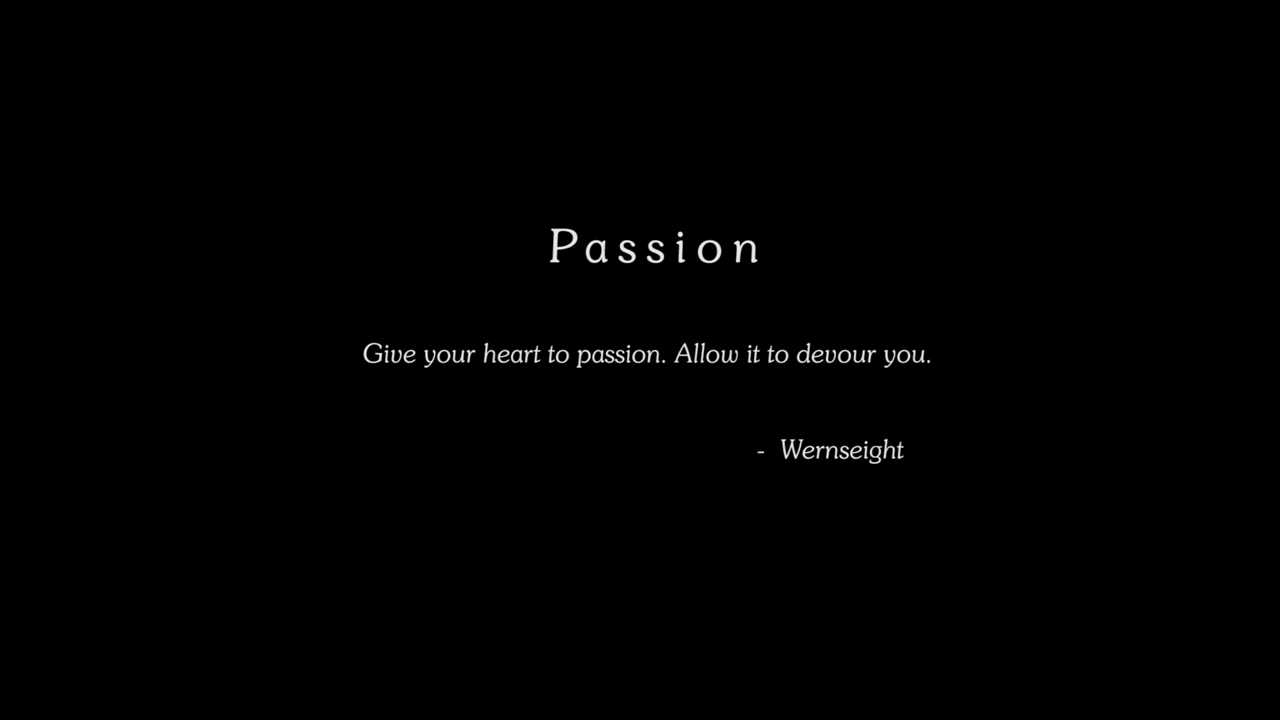 Passion
Give your heart to passion. Allow it to devour you.
- Wernseight